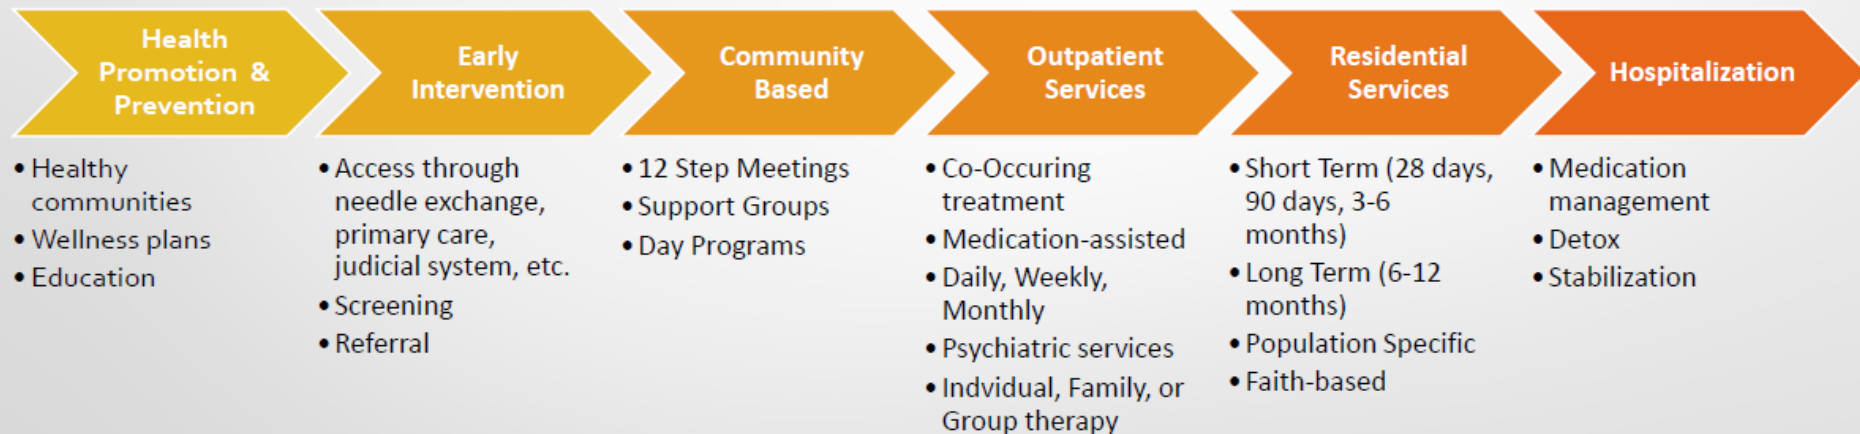 Health
Promotion &
Prevention
• Healthy
communities
• Wellness plans
• Education
Early
Intervention
• Access through
needle exchange,
primary care,
judicial system, etc.
• Screening
• Referral
Community
Based
• 12 Step Meetings
• Support Groups
• Day Programs
Outpatient
Services
• Co-Occuring
treatment
• Medication-assisted
• Daily, Weekly,
Monthly
• Psychiatric services
• Indvidual, Family, or
Group therapy
Residential
Services
• Short Term (28 days,
90 days, 3-6
months)
• Long Term (6-12
months)
• Population Specific
• Faith-based
Hospitalization
• Medication
management
• Detox
• Stabilization